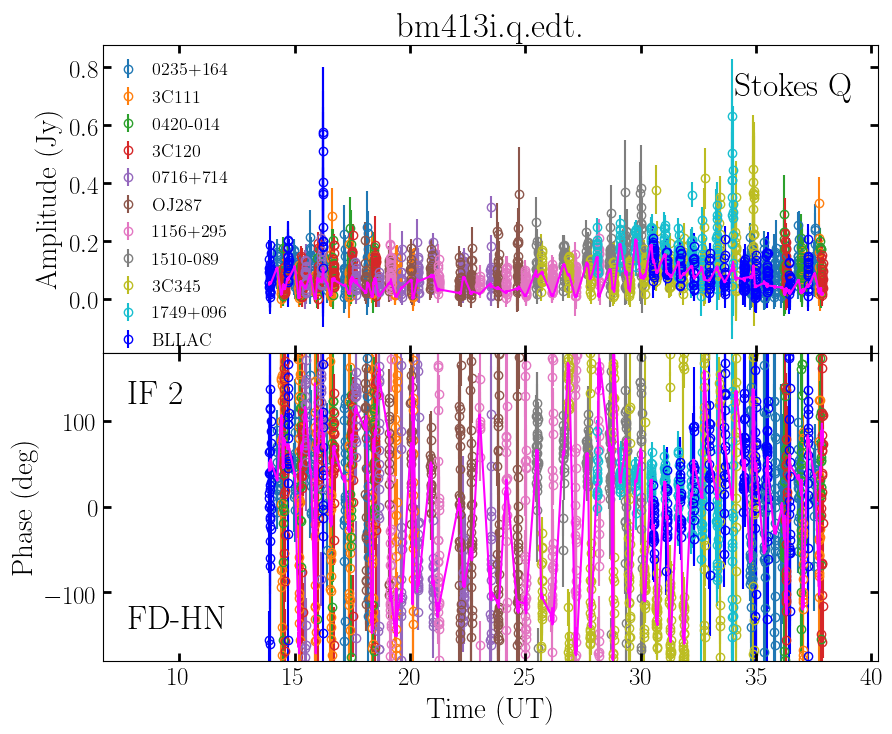 bm413i.q.edt.
Stokes Q
Amplitude (Jy)
0.8
0.6
0.4
0.2
0.0
0235+164
3C111
0420-014
3C120
0716+714
OJ287
1156+295
1510-089
3C345
1749+096
BLLAC
IF 2
FD-HN
Phase (deg)
100
0
−100
10 15 20 25 30 35 40
Time (UT)